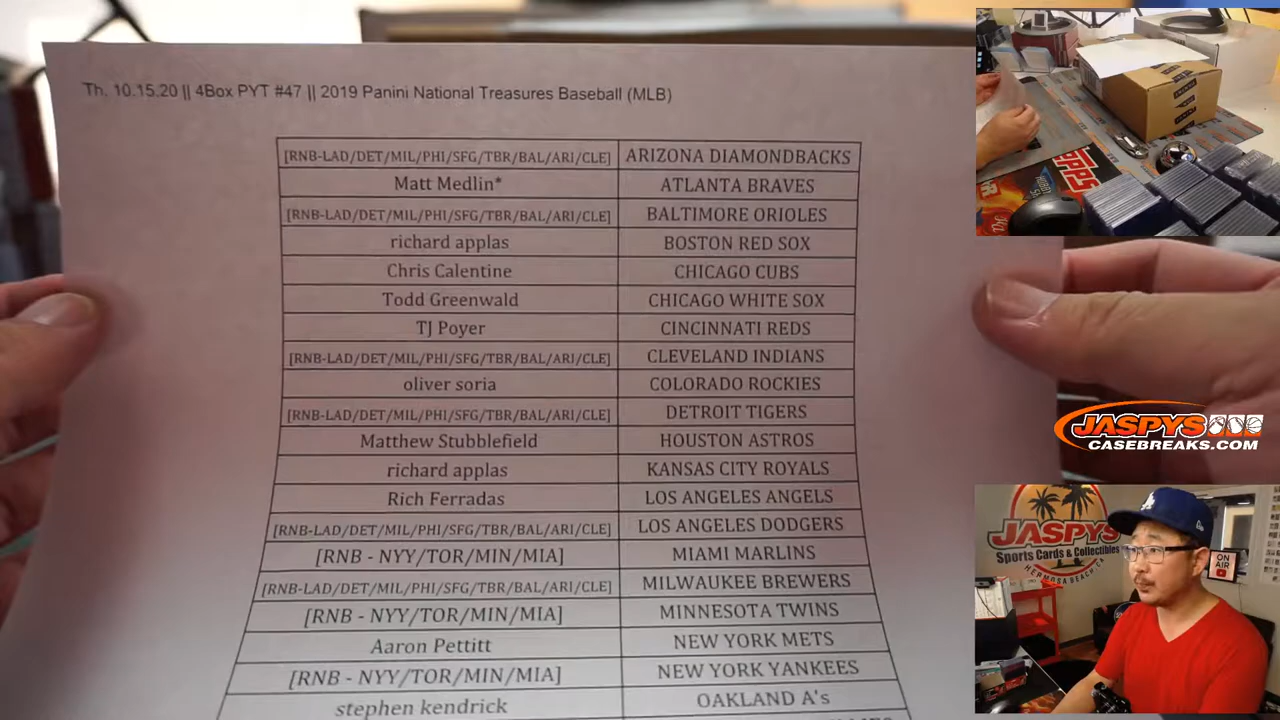 Th. 10.15.20 || 4Box PYT #47 || 2019 Panini National Treasures Baseball (MLB)
[RNB-LAD/DET/MIL/PHI/SFG/TBR/BAL/ARI/CLE] ARIZONA DIAMONDBACKS
Matt Medlin* ATLANTA BRAVES
[RNB-LAD/DET/MIL/PHI/SFG/TBR/BAL/ARI/CLE] BALTIMORE ORIOLES
richard applas BOSTON RED SOX
Chris Calentine CHICAGO CUBS
Todd Greenwald CHICAGO WHITE SOX
TJ Poyer CINCINNATI REDS
[RNB-LAD/DET/MIL/PHI/SFG/TBR/BAL/ARI/CLE] CLEVELAND INDIANS
oliver soria COLORADO ROCKIES
[RNB-LAD/DET/MIL/PHI/SFG/TBR/BAL/ARI/CLE] DETROIT TIGERS
Matthew Stubblefield HOUSTON ASTROS
richard applas KANSAS CITY ROYALS
Rich Ferradas LOS ANGELES ANGELS
[RNB-LAD/DET/MIL/PHI/SFG/TBR/BAL/ARI/CLE] LOS ANGELES DODGERS
[RNB - NYY/TOR/MIN/MIA] MIAMI MARLINS
[RNB-LAD/DET/MIL/PHI/SFG/TBR/BAL/ARI/CLE] MILWAUKEE BREWERS
[RNB - NYY/TOR/MIN/MIA] MINNESOTA TWINS
Aaron Pettitt NEW YORK METS
[RNB - NYY/TOR/MIN/MIA] NEW YORK YANKEES
stephen kendrick OAKLAND A's
TOPPS
JASPYS
CASEBREAKS.COM
JASPYS
Sports Cards & Collectibles
HERMOSA BEACH, CA
ON
AIR
LA